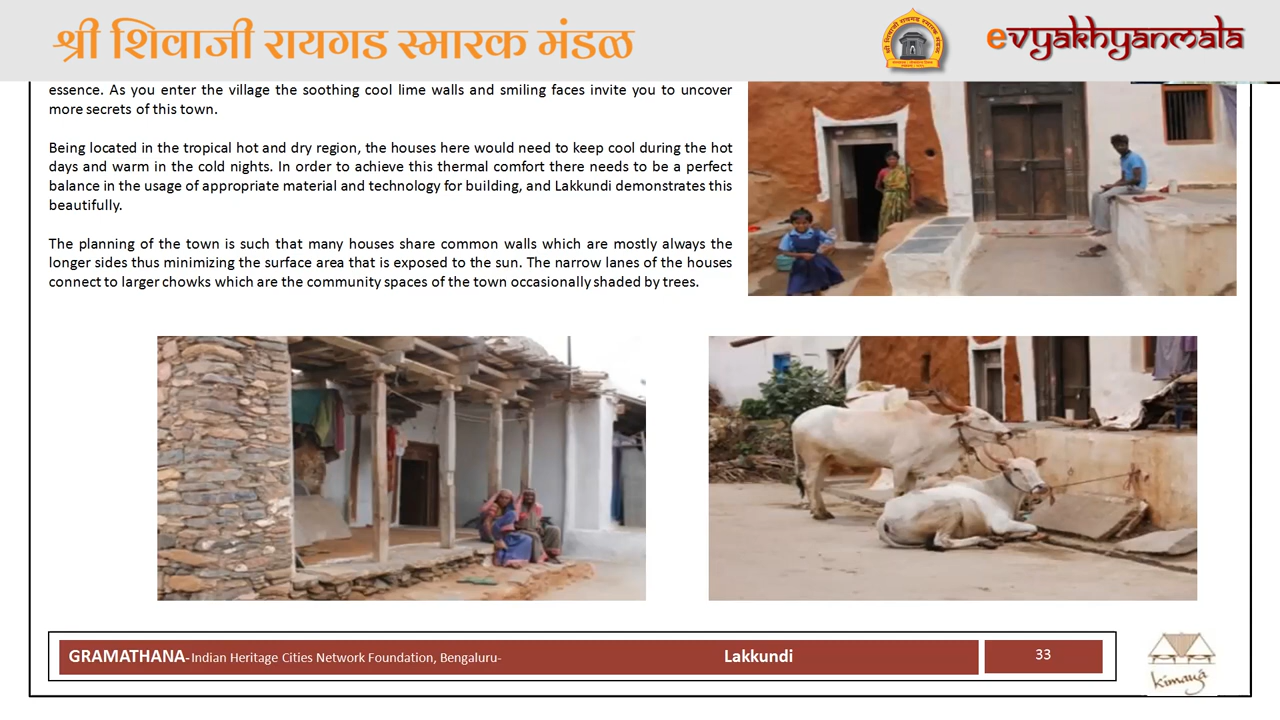 श्री शिवाजी रायगड स्मारक मंडळ
evyakhyanmala
essence. As you enter the village the soothing cool lime walls and smiling faces invite you to uncover
more secrets of this town.
Being located in the tropical hot and dry region, the houses here would need to keep cool during the hot
days and warm in the cold nights. In order to achieve this thermal comfort there needs to be a perfect
balance in the usage of appropriate material and technology for building, and Lakkundi demonstrates this
beautifully.
The planning of the town is such that many houses share common walls which are mostly always the
longer sides thus minimizing the surface area that is exposed to the sun. The narrow lanes of the houses
connect to larger chowks which are the community spaces of the town occasionally shaded by trees.
GRAMATHANA- Indian Heritage Cities Network Foundation, Bengaluru-
Lakkundi
33
kimayā